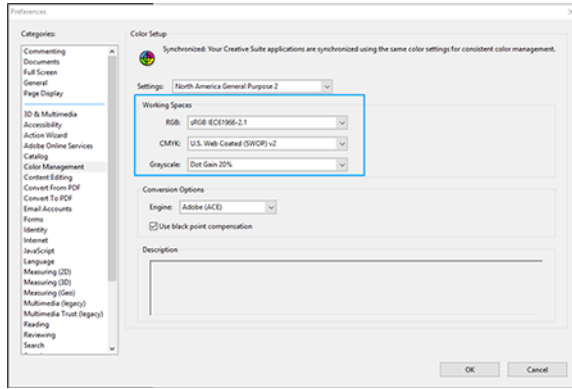 Preferences
Categories:
Commenting
Documents
Full Screen
General
Page Display
3D & Multimedia
Accessibility
Action Wizard
Adobe Online Services
Catalog
Color Management
Content Editing
Convert From PDF
Convert To PDF
Email Accounts
Forms
Identity
Internet
JavaScript
Language
Measuring (2D)
Measuring (3D)
Measuring (Geo)
Multimedia (legacy)
Multimedia Trust (legacy)
Reading
Reviewing
Search
Color Setup
Synchronized: Your Creative Suite applications are synchronized using the same color settings for consistent color management.
Settings: North America General Purpose 2
Working Spaces
RGB: sRGB IEC61966-2.1
CMYK: U.S. Web Coated (SWOP) v2
Grayscale: Dot Gain 20%
Conversion Options
Engine: Adobe (ACE)
Use black point compensation
Description
OK Cancel